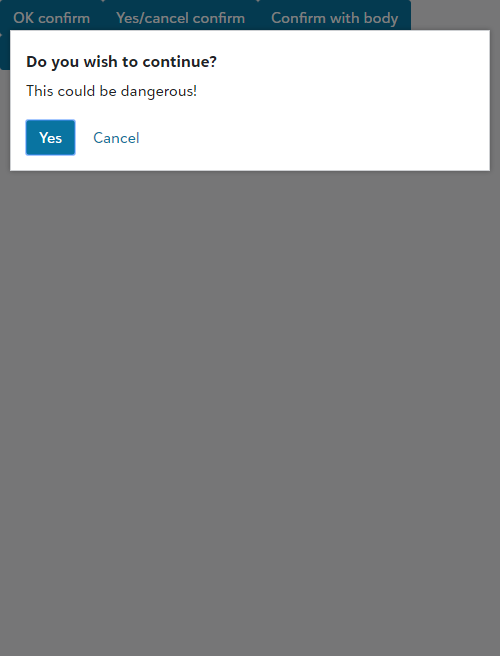 OK confirm Yes/cancel confirm Confirm with body
Do you wish to continue?
This could be dangerous!
Yes Cancel